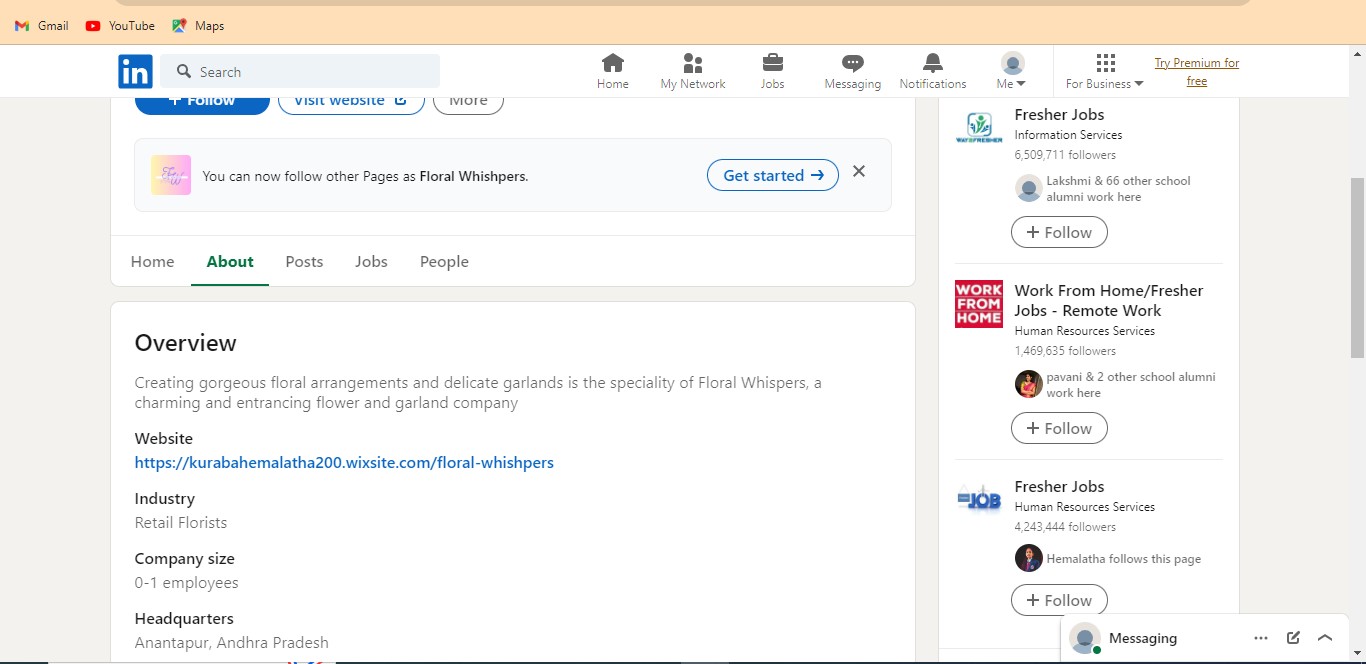 Gmail
YouTube
Maps
in
Search
Home
My Network
Jobs
Messaging
Notifications
Me
For Business
Try Premium for
free
+ Follow
Visit website
More
You can now follow other Pages as Floral Whishpers.
Get started →
Home
About
Posts
Jobs
People
Overview
Creating gorgeous floral arrangements and delicate garlands is the speciality of Floral Whispers, a
charming and entrancing flower and garland company
Website
https://kurabahemalatha200.wixsite.com/floral-whishpers
Industry
Retail Florists
Company size
0-1 employees
Headquarters
Anantapur, Andhra Pradesh
Fresher Jobs
Information Services
6,509,711 followers
Lakshmi & 66 other school
alumni work here
+ Follow
WORK
FROM
HOME
Work From Home/Fresher
Jobs - Remote Work
Human Resources Services
1,469,635 followers
pavani & 2 other school alumni
work here
+ Follow
JOB
Fresher Jobs
Human Resources Services
4,243,444 followers
Hemalatha follows this page
+ Follow
Messaging